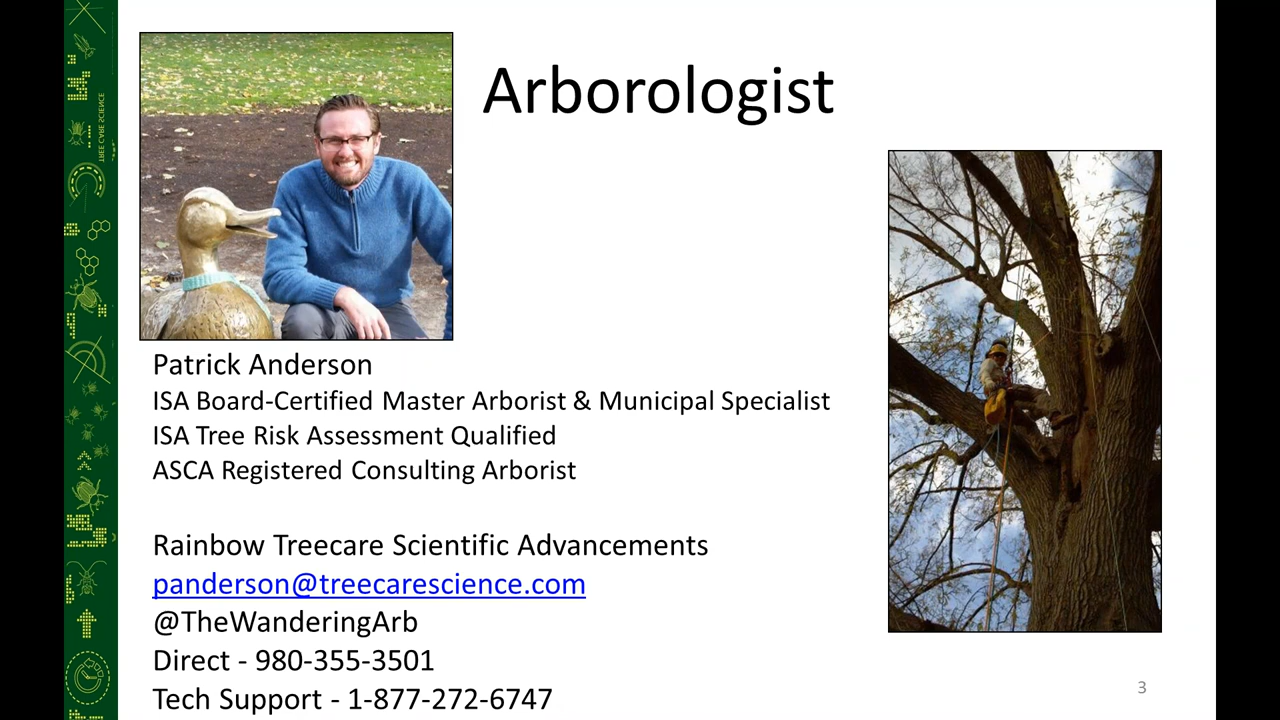 Arborologist
Patrick Anderson
ISA Board-Certified Master Arborist & Municipal Specialist
ISA Tree Risk Assessment Qualified
ASCA Registered Consulting Arborist
Rainbow Treecare Scientific Advancements
panderson@treecarescience.com
@TheWanderingArb
Direct - 980-355-3501
Tech Support - 1-877-272-6747
3